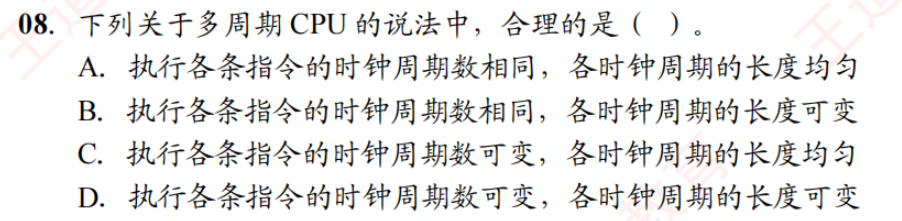 08. 下列关于多周期 CPU 的说法中，合理的是（ ）。
A. 执行各条指令的时钟周期数相同，各时钟周期的长度均匀
B. 执行各条指令的时钟周期数相同，各时钟周期的长度可变
C. 执行各条指令的时钟周期数可变，各时钟周期的长度均匀
D. 执行各条指令的时钟周期数可变，各时钟周期的长度可变